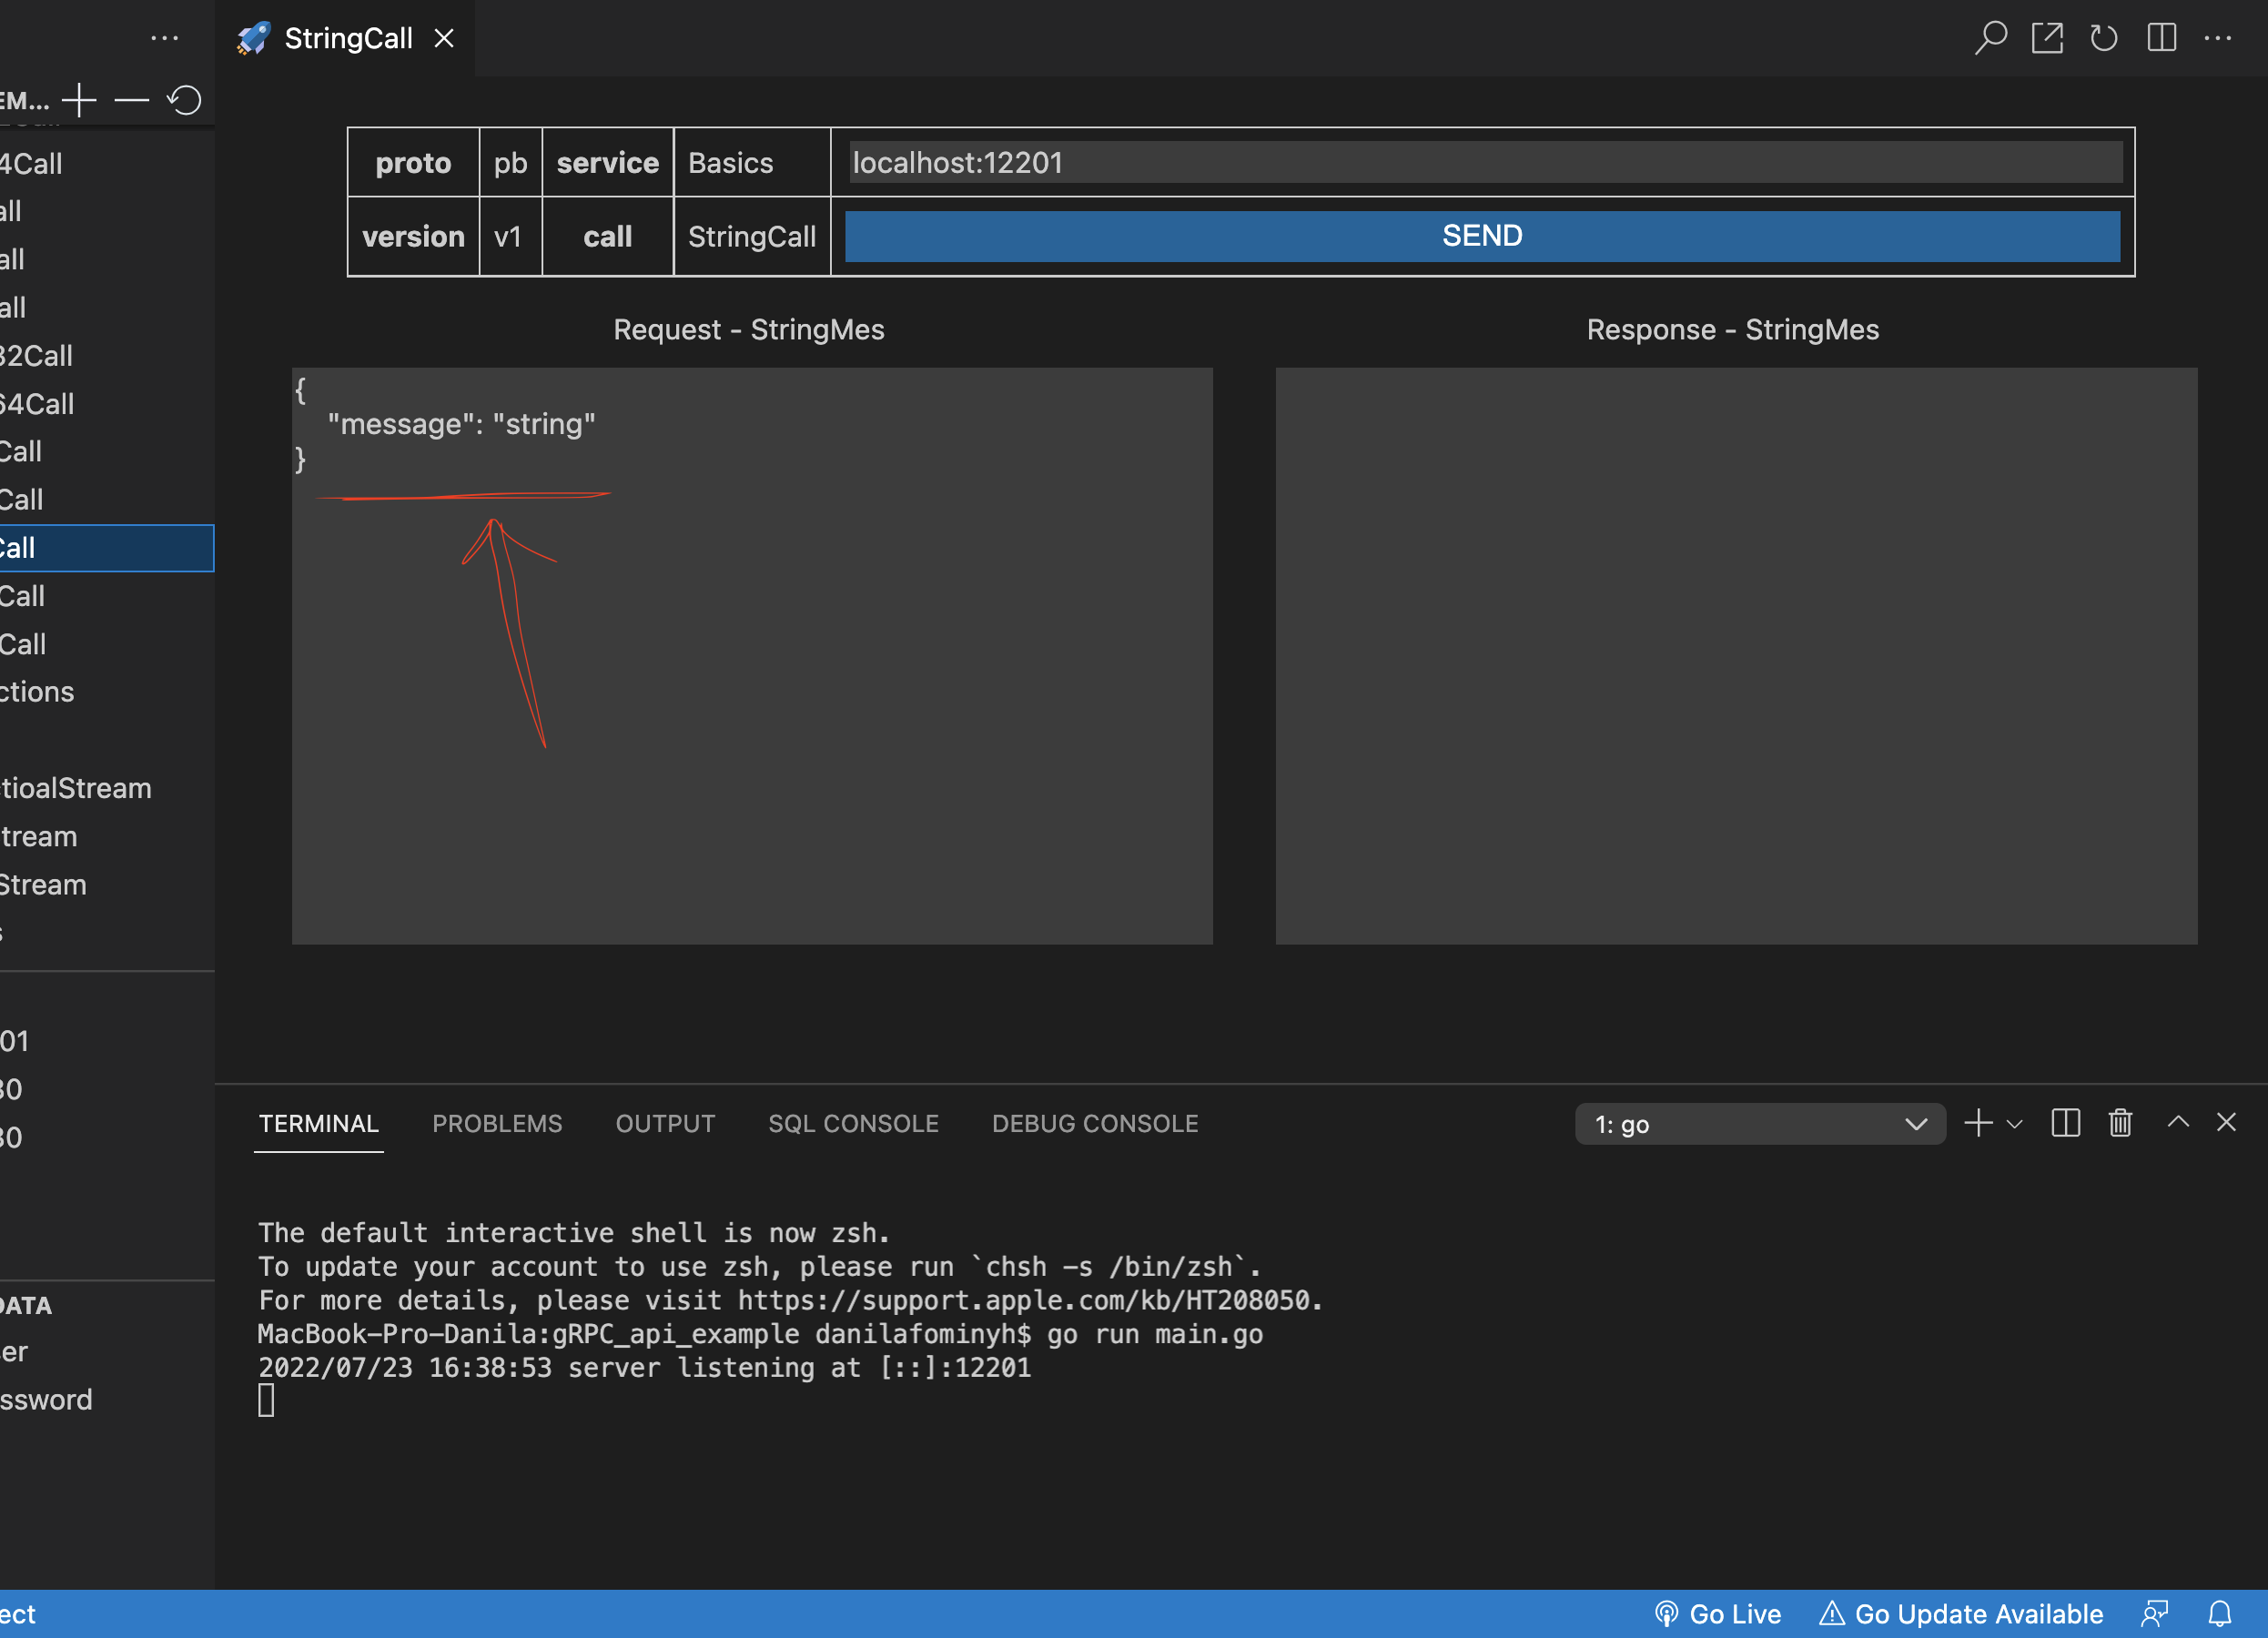 StringCall
EM...
4Call
all
all
all
32Call
64Call
Call
Call
Call
Call
Call
ctions
tioalStream
tream
Stream
s
01
30
30
DATA
er
ssword
proto pb service Basics localhost:12201
version v1 call StringCall SEND
Request - StringMes
Response - StringMes
{
"message": "string"
}
TERMINAL PROBLEMS OUTPUT SQL CONSOLE DEBUG CONSOLE 1: go
The default interactive shell is now zsh.
To update your account to use zsh, please run `chsh -s /bin/zsh`.
For more details, please visit https://support.apple.com/kb/HT208050.
MacBook-Pro-Danila:gRPC_api_example danilafominyh$ go run main.go
2022/07/23 16:38:53 server listening at [::]:12201
ect
Go Live Go Update Available